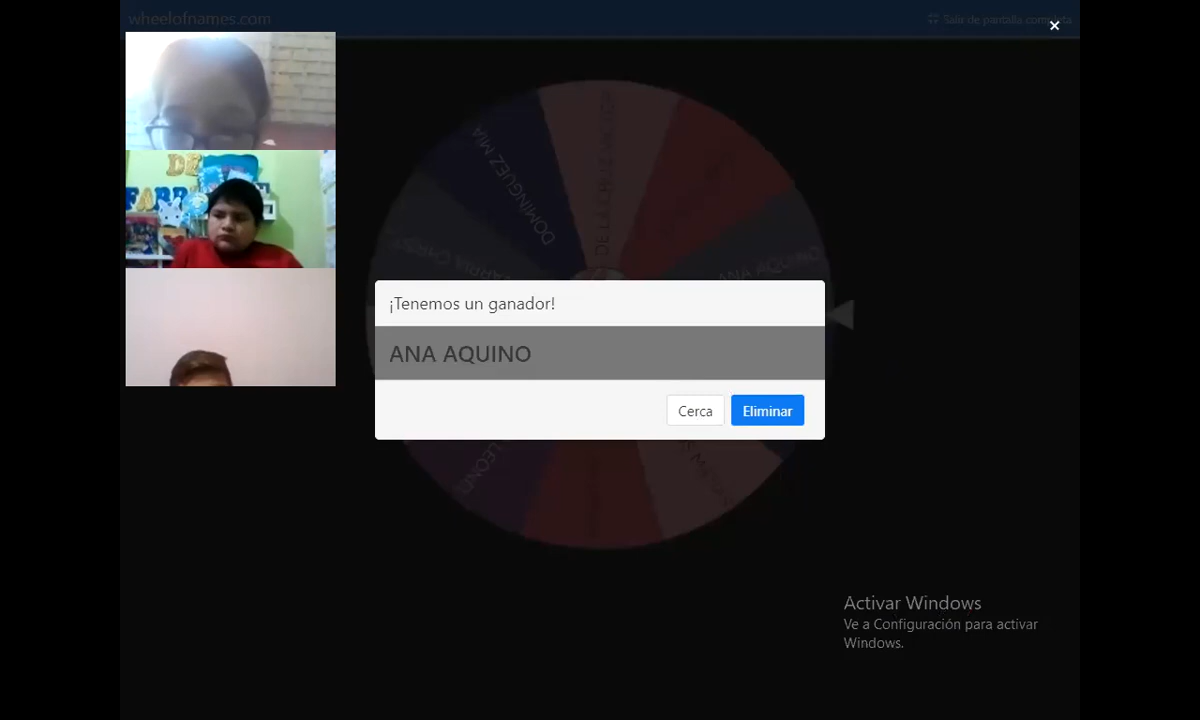 wheelofnames.com
Salir de pantalla completa
DE
DOMINGUEZ MIA
ANA AQUINO
¡Tenemos un ganador!
ANA AQUINO
Cerca
Eliminar
Activar Windows
Ve a Configuración para activar
Windows.